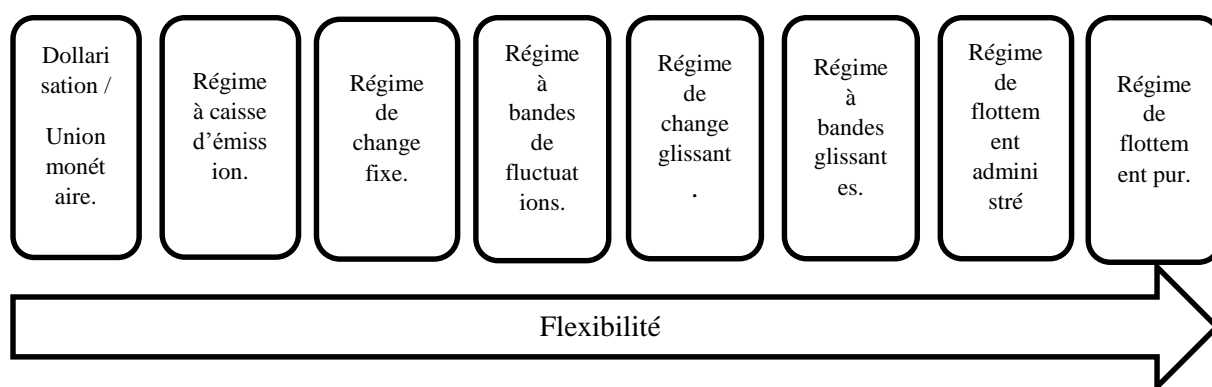 Dollari
sation /
Union
monét
aire.
Régime
à caisse
d’émiss
ion.
Régime
de
change
fixe.
Régime
à
bandes
de
fluctuat
ions.
Régime
de
change
glissant
.
Régime
à
bandes
glissant
es.
Régime
de
flottem
ent
admini
stré
Régime
de
flottem
ent pur.
Flexibilité